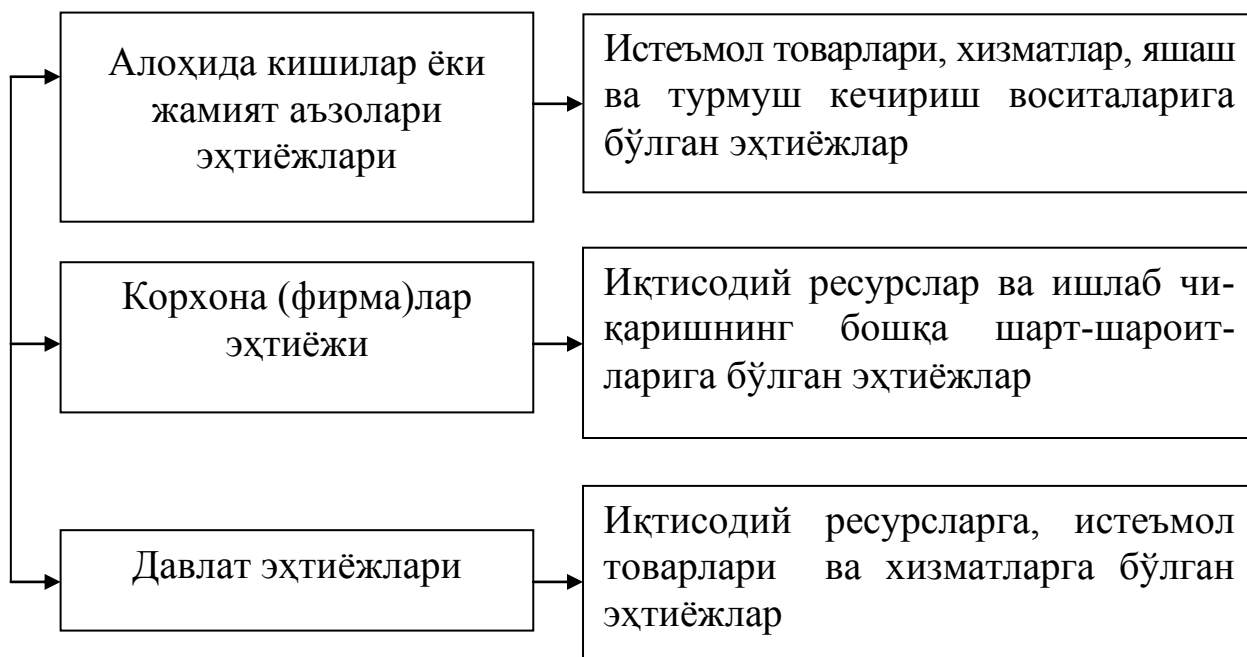 Алоҳида кишилар ёки
жамият аъзолари
эҳтиёжлари
Истеъмол товарлари, хизматлар, яшаш
ва турмуш кечириш воситаларига
бўлган эҳтиёжлар
Корхона (фирма)лар
эҳтиёжи
Иқтисодий ресурслар ва ишлаб чи-
қаришнинг бошқа шарт-шароит-
ларига бўлган эҳтиёжлар
Давлат эҳтиёжлари
Иқтисодий ресурсларга, истеъмол
товарлари ва хизматларга бўлган
эҳтиёжлар